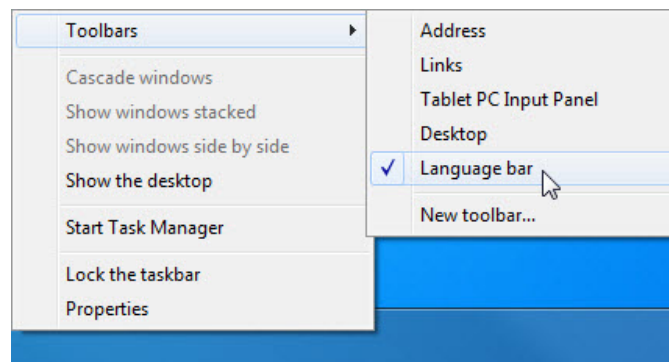 Toolbars
Cascade windows
Show windows stacked
Show windows side by side
Show the desktop
Start Task Manager
Lock the taskbar
Properties
Address
Links
Tablet PC Input Panel
Desktop
Language bar
New toolbar...